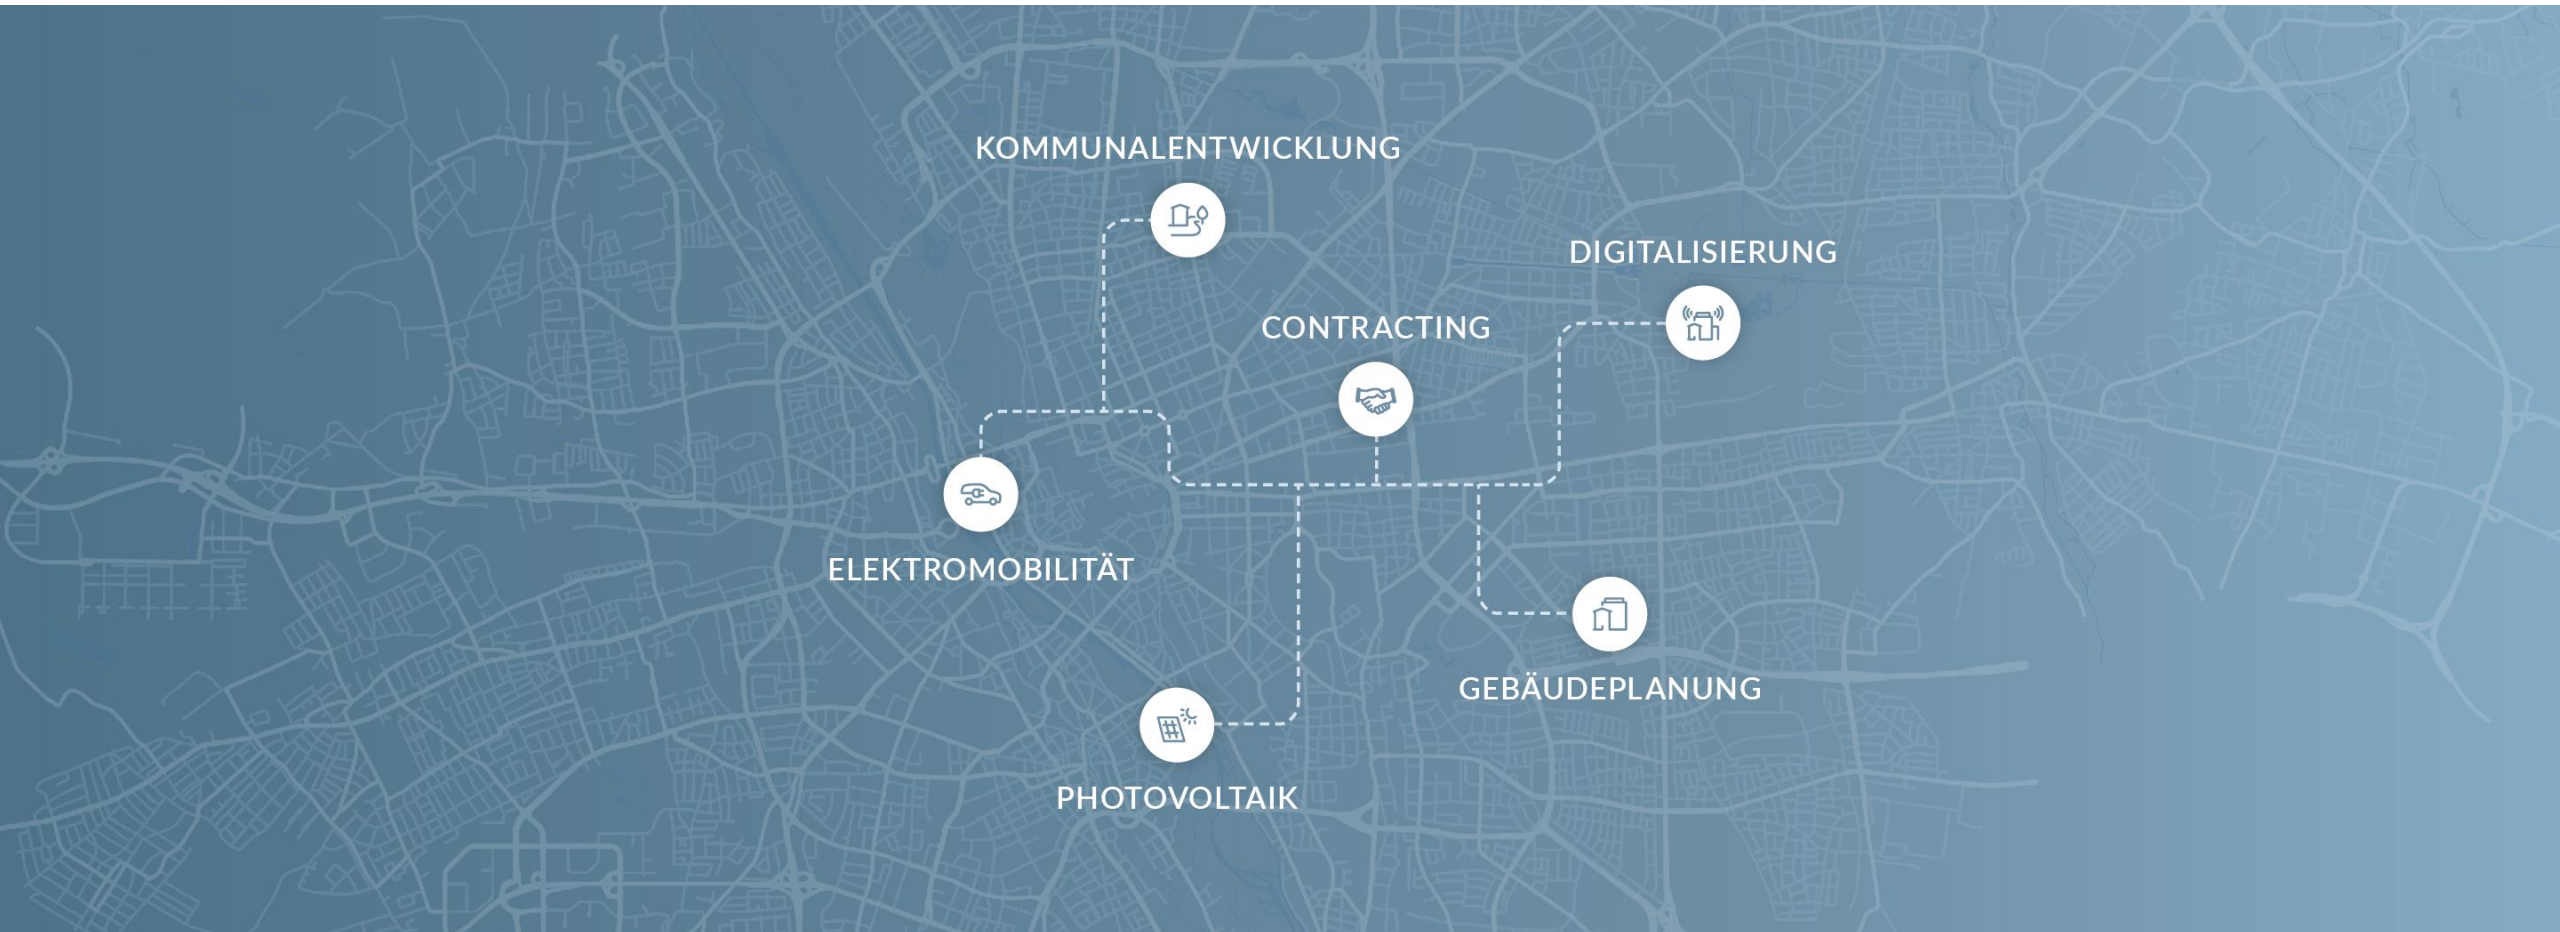 KOMMUNALENTWICKLUNG
DIGITALISIERUNG
CONTRACTING
ELEKTROMOBILITÄT
GEBÄUDEPLANUNG
PHOTOVOLTAIK